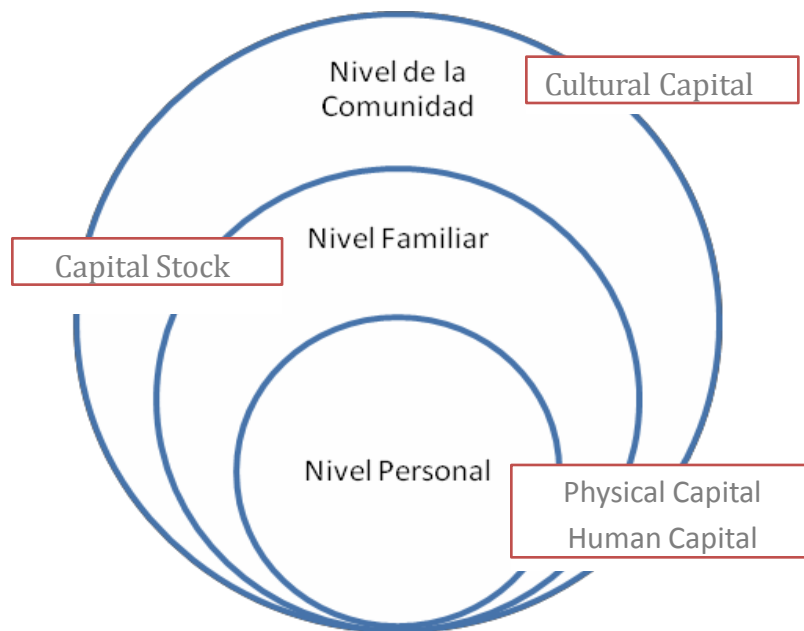 Nivel de la
Comunidad
Cultural Capital
Nivel Familiar
Capital Stock
Nivel Personal
Physical Capital
Human Capital